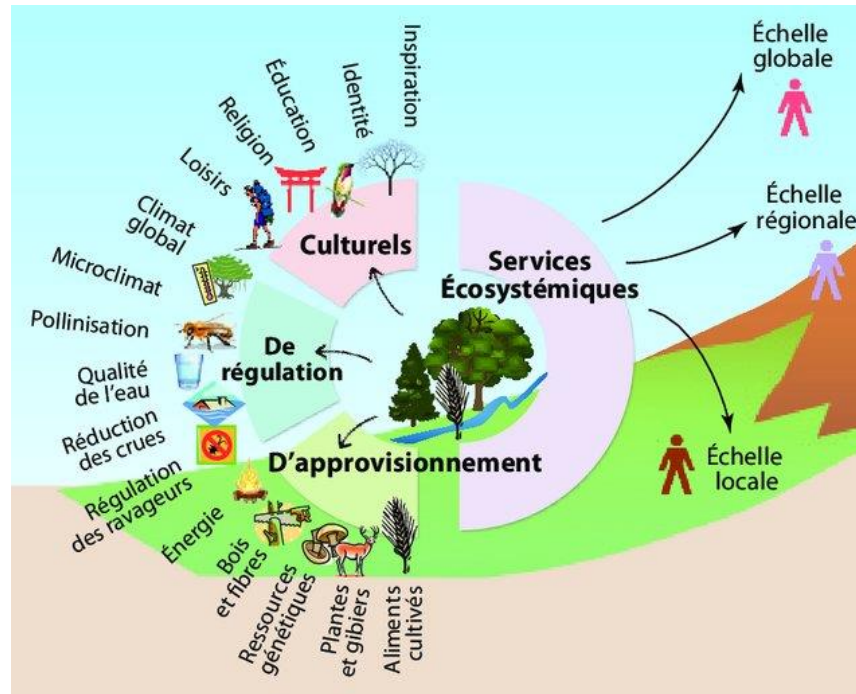 Inspiration
Identité
Éducation
Religion
Loisirs
Climat
global
Microclimat
Pollinisation
Qualité
de l'eau
Réduction
des crues
Régulation
des ravageurs
Énergie
Bois
et fibres
Ressources
génétiques
Plantes
et gibiers
Aliments
cultivés
Culturels
De
régulation
D'approvisionnement
Services
Écosystémiques
Échelle
globale
Échelle
régionale
Échelle
locale